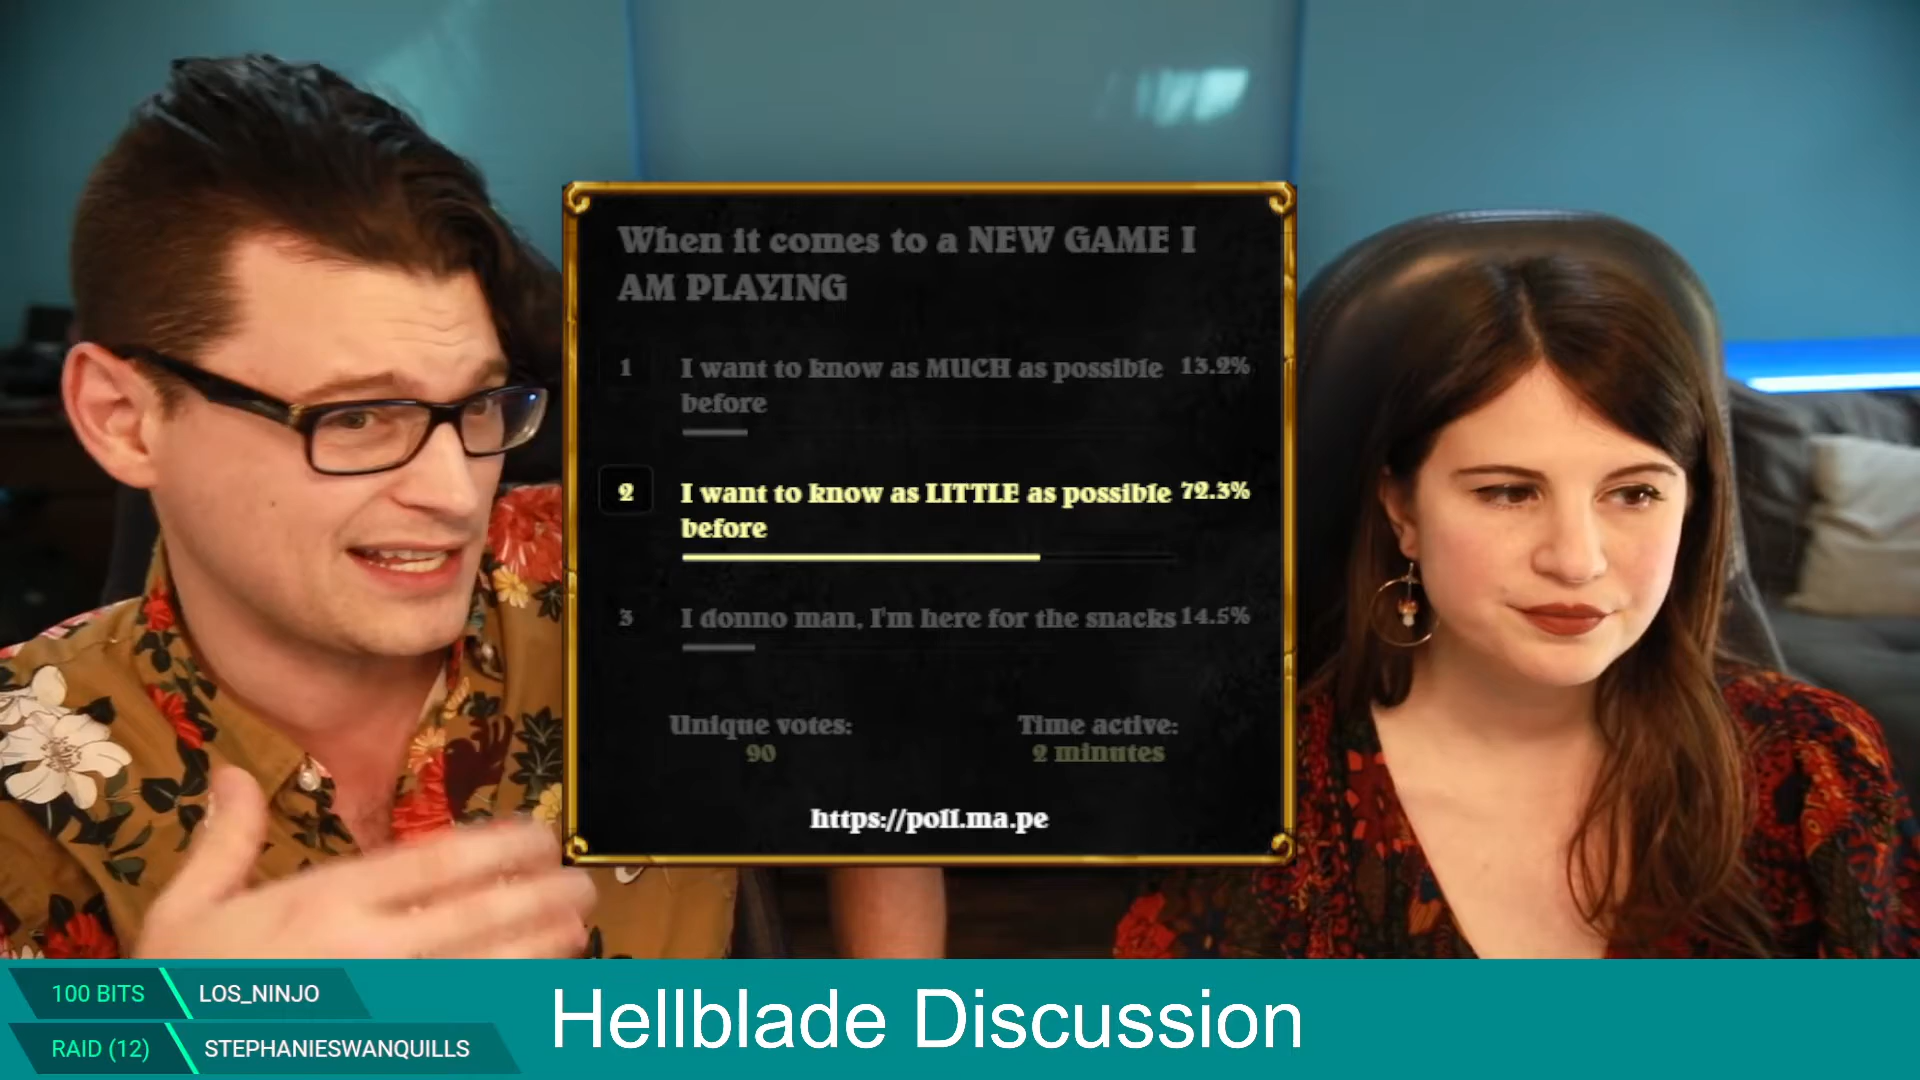 When it comes to a NEW GAME I
AM PLAYING
1 I want to know as MUCH as possible 13.2%
before
2 I want to know as LITTLE as possible 72.3%
before
3 I donno man, I'm here for the snacks 14.5%
Unique votes: Time active:
90 2 minutes
https://poll.ma.pe
100 BITS LOS_NINJO
RAID (12) STEPHANIESWANQUILLS
Hellblade Discussion